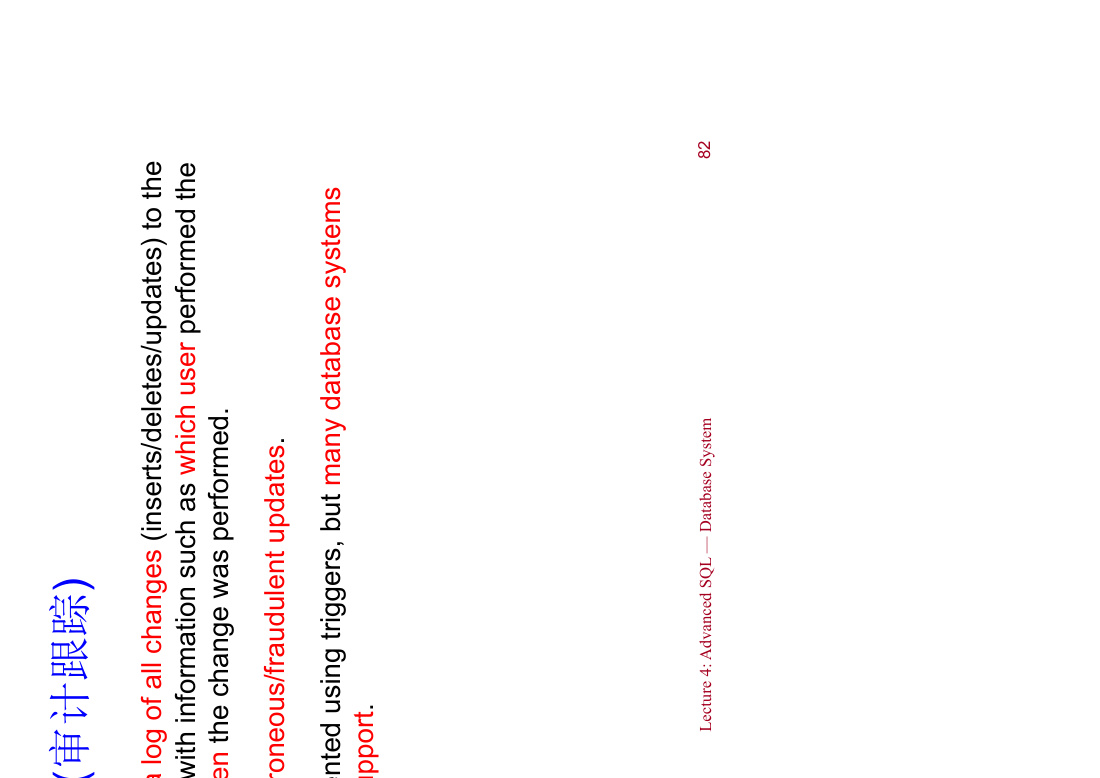 (审计跟踪)
a log of all changes (inserts/deletes/updates) to the
with information such as which user performed the
en the change was performed.
roneous/fraudulent updates.
nted using triggers, but many database systems
pport.
Lecture 4: Advanced SQL — Database System
82